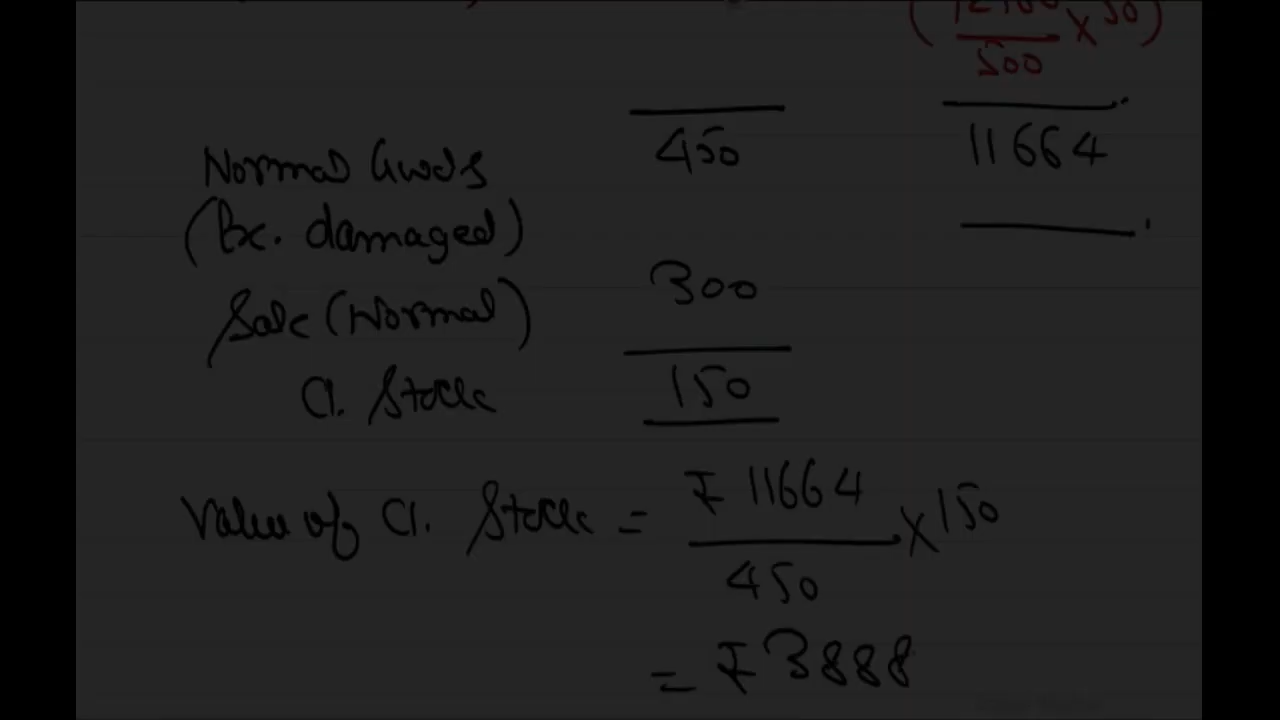 × 50
500
450 11664
Normal Goods
(Ex. damaged)
300
Sale (Normal)
Cl. Stock 150
Value of Cl. Stock = ₹ 11664 × 150
450
= ₹ 3888